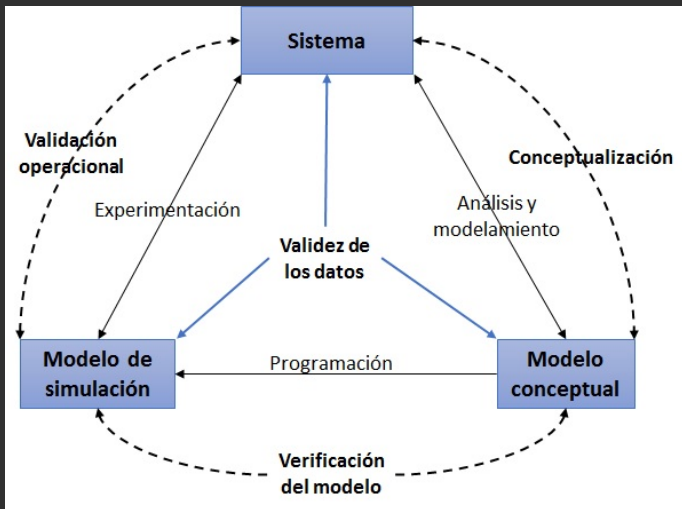 Sistema
Validación
operacional
Conceptualización
Experimentación
Análisis y
modelamiento
Validez de
los datos
Modelo de
simulación
Programación
Modelo
conceptual
Verificación
del modelo